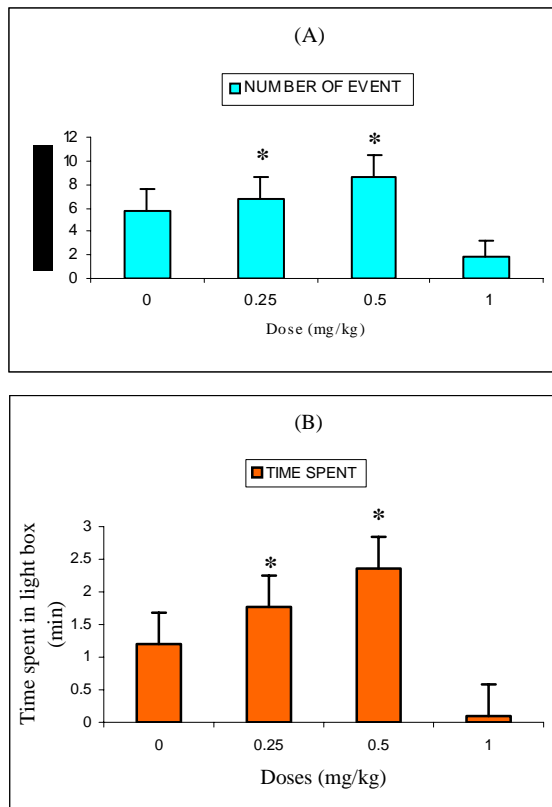 (A)
NUMBER OF EVENT
12
10
8
6
4
2
0
* *
0 0.25 0.5 1
Dose (mg/kg)
(B)
TIME SPENT
Time spent in light box
(min)
3
2.5
2
1.5
1
0.5
0
*
*
0 0.25 0.5 1
Doses (mg/kg)